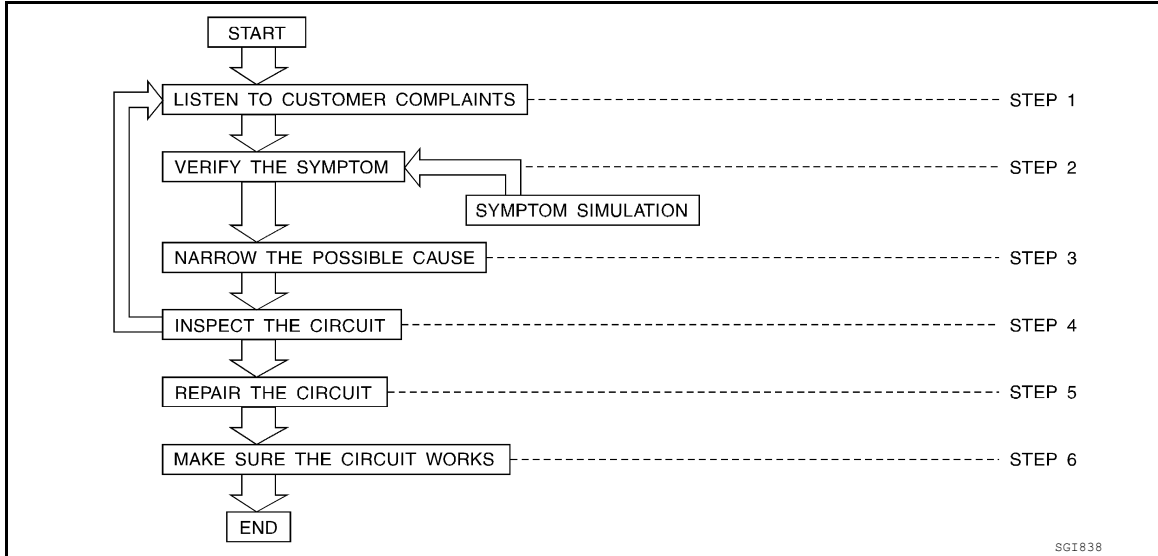 START
LISTEN TO CUSTOMER COMPLAINTS STEP 1
VERIFY THE SYMPTOM STEP 2
SYMPTOM SIMULATION
NARROW THE POSSIBLE CAUSE STEP 3
INSPECT THE CIRCUIT STEP 4
REPAIR THE CIRCUIT STEP 5
MAKE SURE THE CIRCUIT WORKS STEP 6
END
SGI838